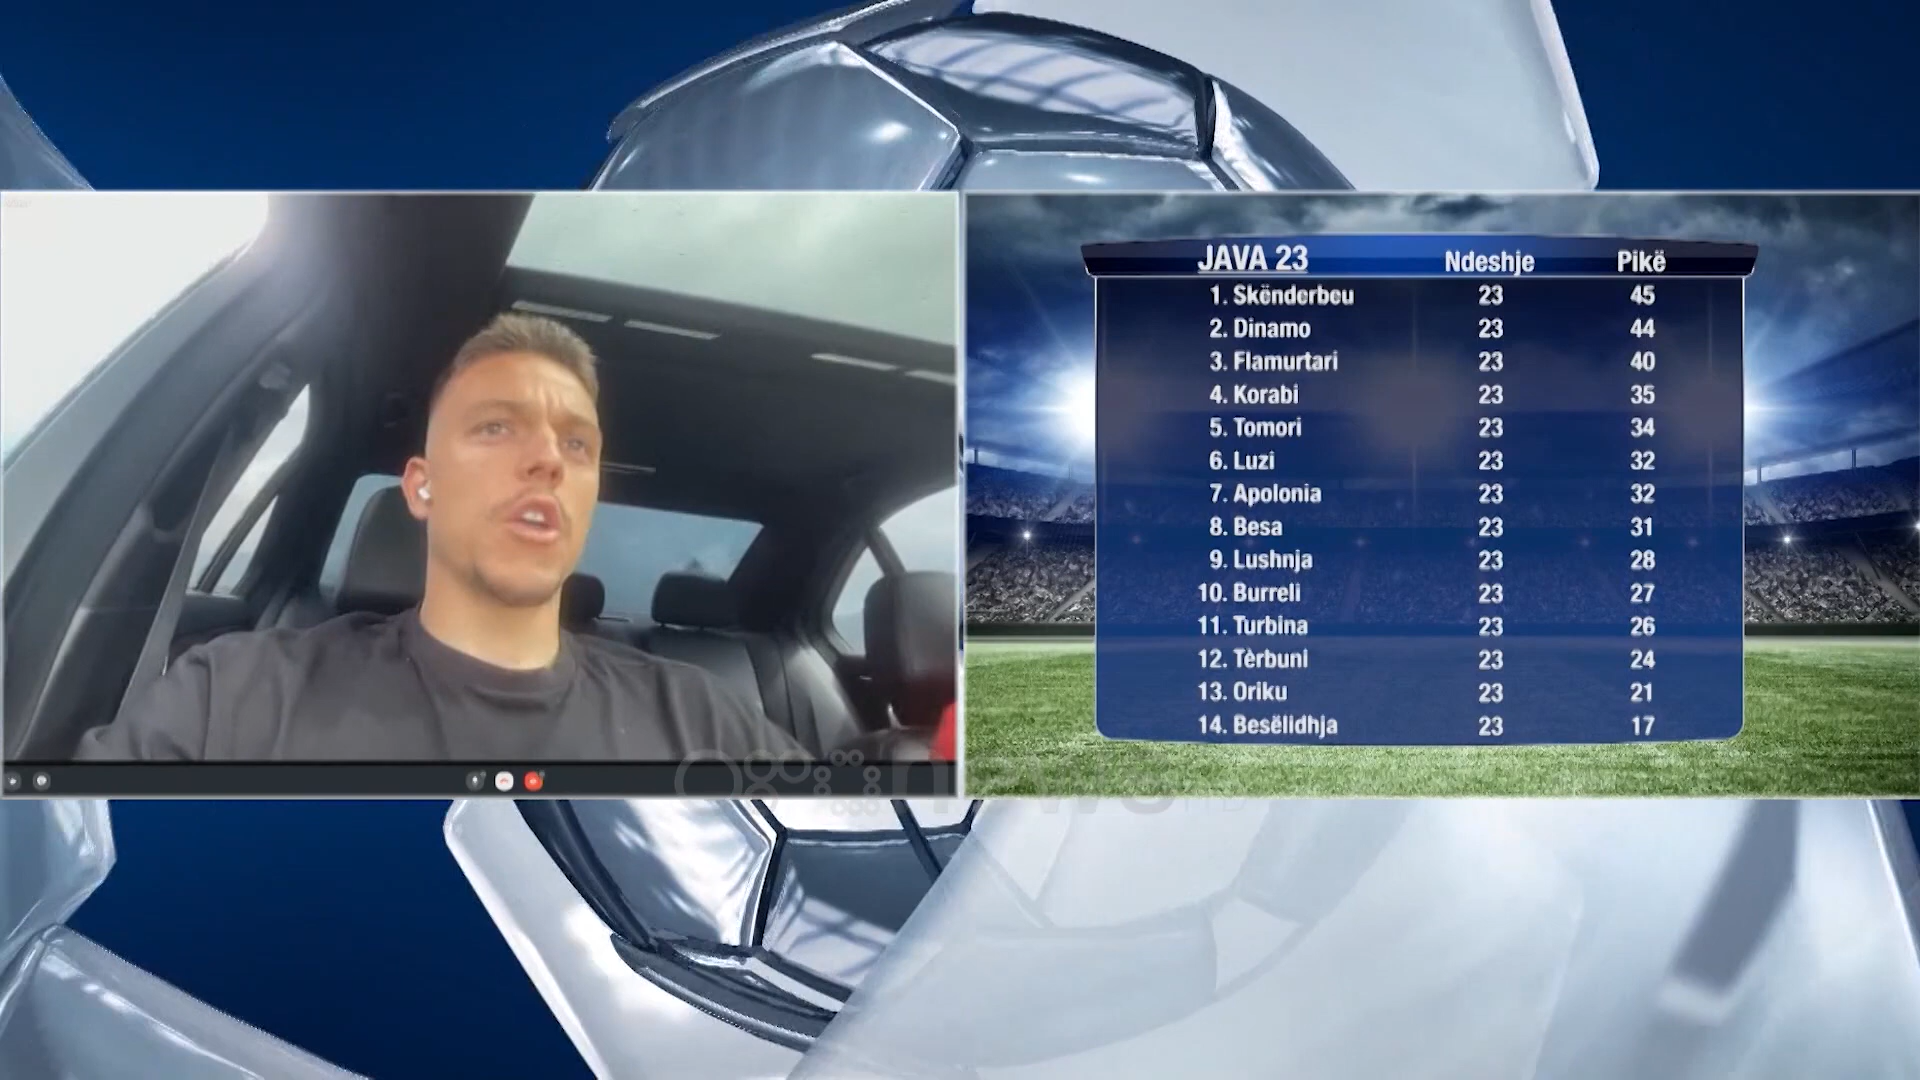 JAVA 23 Ndeshje Pikë
1. Skënderbeu 23 45
2. Dinamo 23 44
3. Flamurtari 23 40
4. Korabi 23 35
5. Tomori 23 34
6. Luzi 23 32
7. Apolonia 23 32
8. Besa 23 31
9. Lushnja 23 28
10. Burreli 23 27
11. Turbina 23 26
12. Tèrbuni 23 24
13. Oriku 23 21
14. Besëlidhja 23 17
news